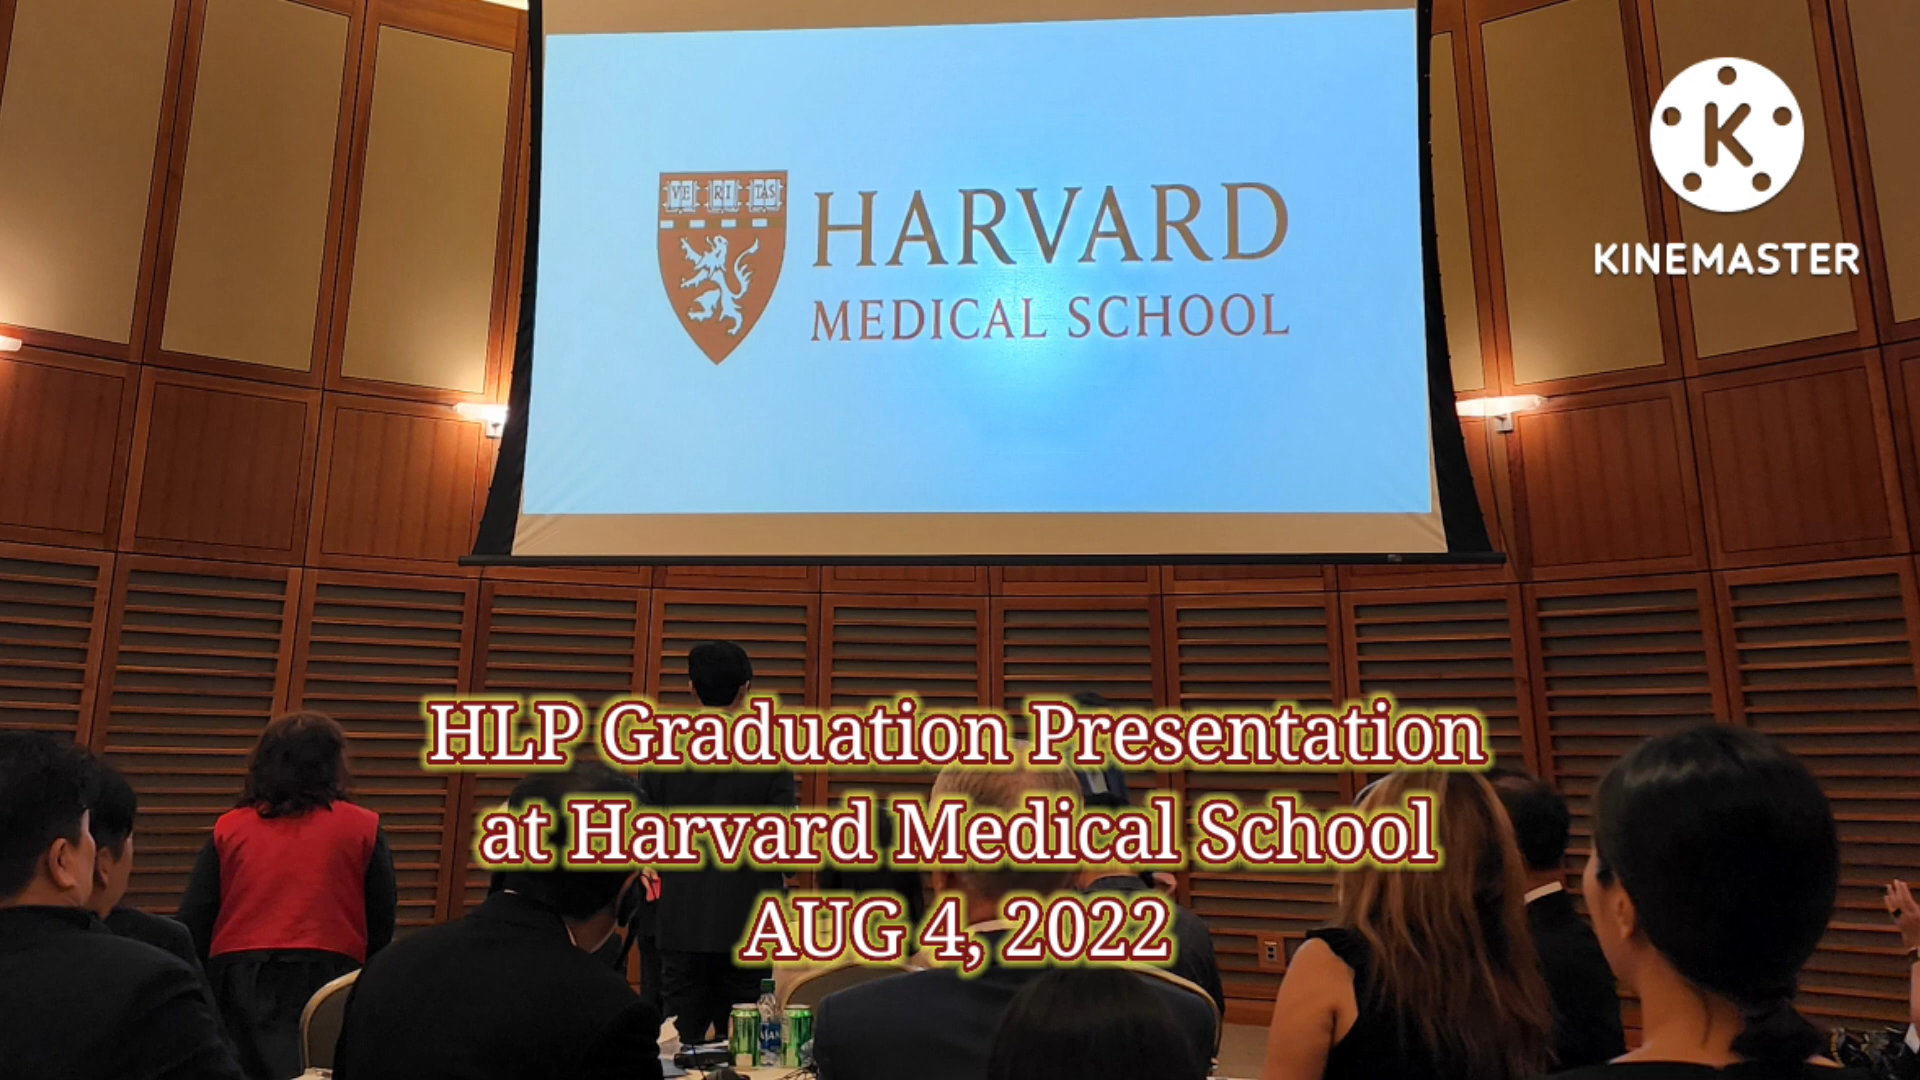 VE RI TAS
HARVARD
MEDICAL SCHOOL
K
KINEMASTER
HLP Graduation Presentation
at Harvard Medical School
AUG 4, 2022